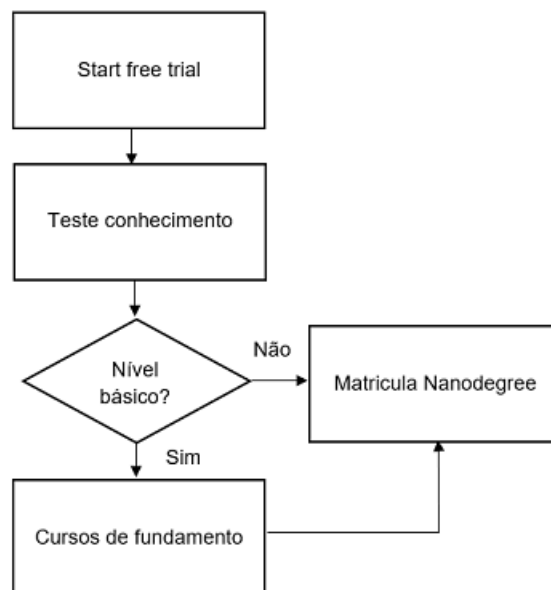 Start free trial
Teste conhecimento
Nível
básico?
Não
Matricula Nanodegree
Sim
Cursos de fundamento